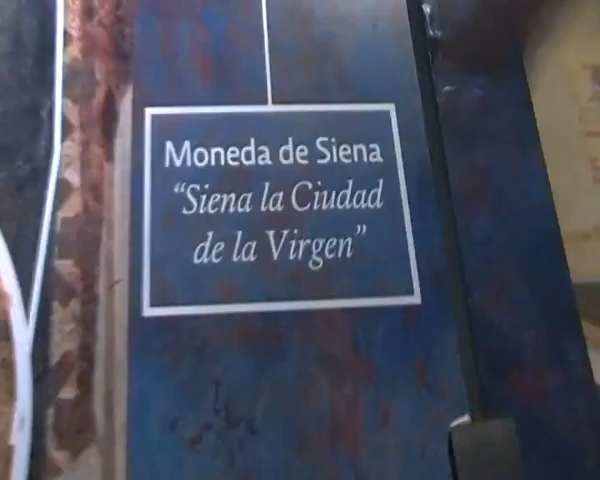 Moneda de Siena
“Siena la Ciudad
de la Virgen”